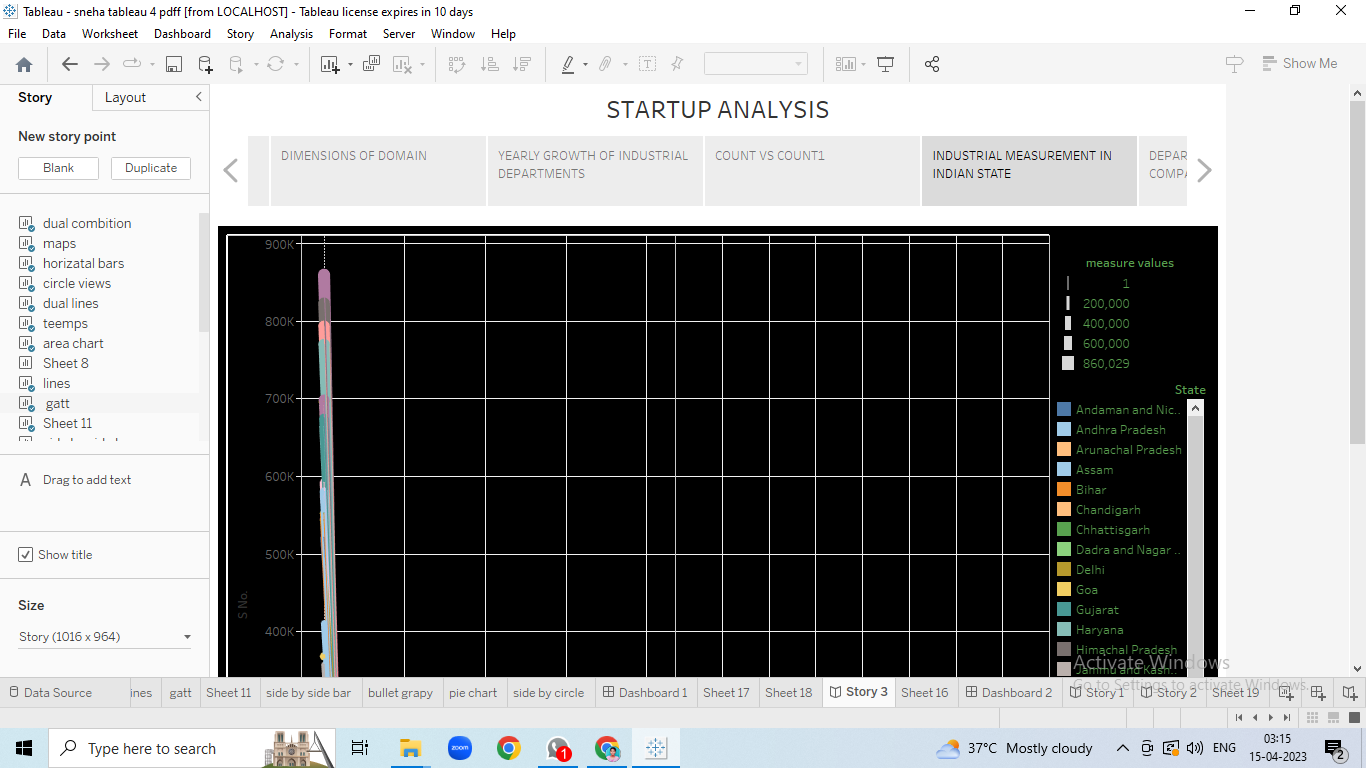 Tableau - sneha tableau 4 pdff [from LOCALHOST] - Tableau license expires in 10 days
File Data Worksheet Dashboard Story Analysis Format Server Window Help
Show Me
Story Layout
New story point
Blank Duplicate
dual combition
maps
horizatal bars
circle views
dual lines
teemps
area chart
Sheet 8
lines
gatt
Sheet 11
A Drag to add text
Show title
Size
Story (1016 x 964)
STARTUP ANALYSIS
DIMENSIONS OF DOMAIN
YEARLY GROWTH OF INDUSTRIAL
DEPARTMENTS
COUNT VS COUNT1
INDUSTRIAL MEASUREMENT IN
INDIAN STATE
DEPAR
COMPA
900K
800K
700K
600K
500K
400K
S No.
measure values
1
200,000
400,000
600,000
860,029
State
Andaman and Nic..
Andhra Pradesh
Arunachal Pradesh
Assam
Bihar
Chandigarh
Chhattisgarh
Dadra and Nagar ..
Delhi
Goa
Gujarat
Haryana
Himachal Pradesh
Jammu and Kash..
Activate Windows
Go to Settings to activate Windows.
Data Source ines gatt Sheet 11 side by side bar bullet grapy pie chart side by circle Dashboard 1 Sheet 17 Sheet 18 Story 3 Sheet 16 Dashboard 2 Story 1 Story 2 Sheet 19
Type here to search
zoom
1
37°C Mostly cloudy
ENG
03:15
15-04-2023
2